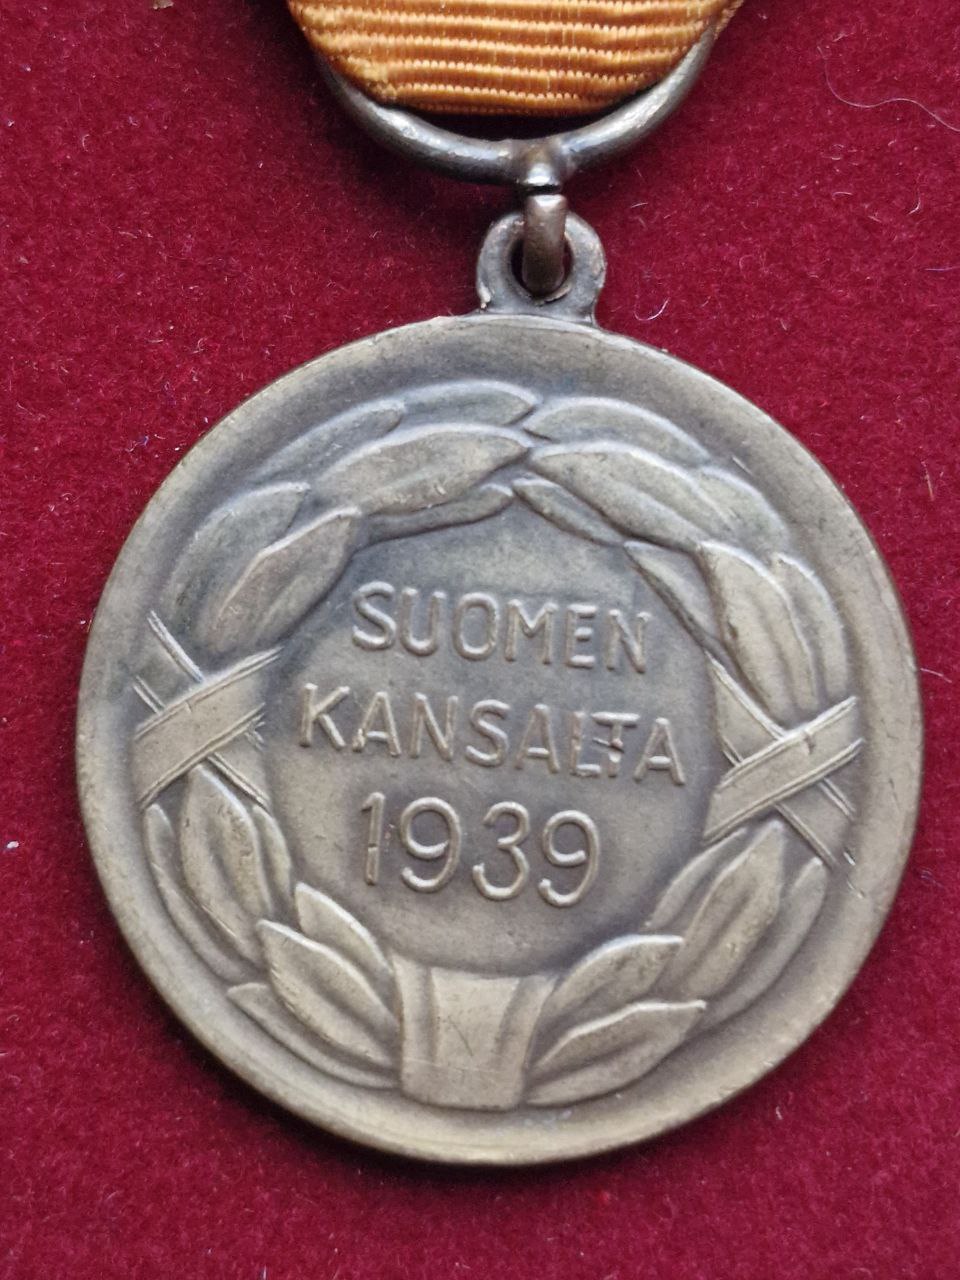 SUOMEN
KANSALTA
1939